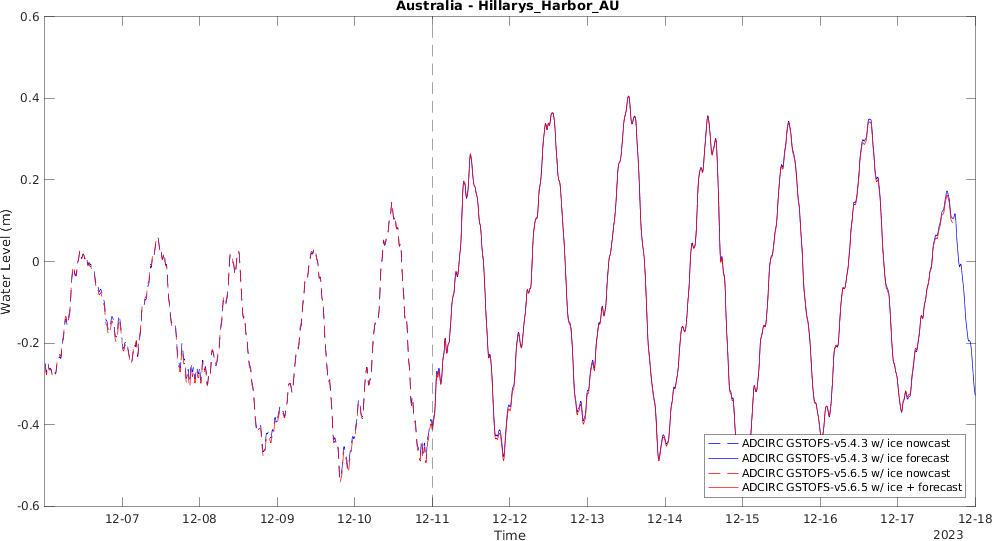 Australia - Hillarys_Harbor_AU
0.6
0.4
0.2
0
-0.2
-0.4
-0.6
Water Level (m)
12-07 12-08 12-09 12-10 12-11 12-12 12-13 12-14 12-15 12-16 12-17 12-18
Time
2023
ADCIRC GSTOFS-v5.4.3 w/ ice nowcast
ADCIRC GSTOFS-v5.4.3 w/ ice forecast
ADCIRC GSTOFS-v5.6.5 w/ ice nowcast
ADCIRC GSTOFS-v5.6.5 w/ ice + forecast